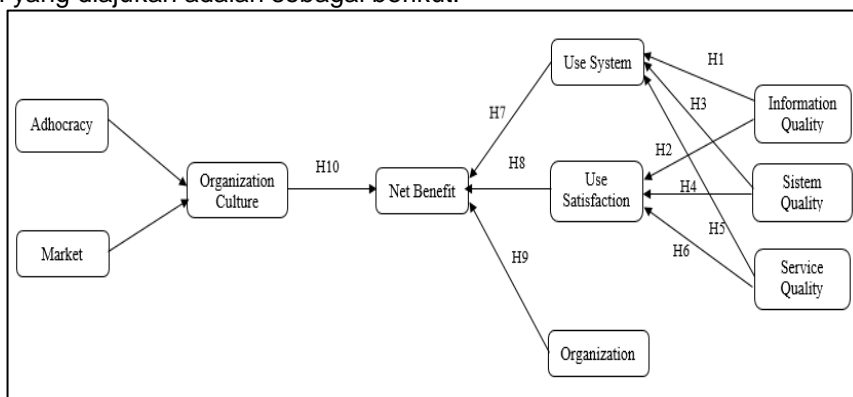 yang diajukan adalah sebagai berikut.
Use System
H1
Information
Quality
H3
Adhocracy
H7
H2
Organization
Culture
H10
Net Benefit
H8
Use
Satisfaction
H4
Sistem
Quality
H5
H6
Market
H9
Service
Quality
Organization